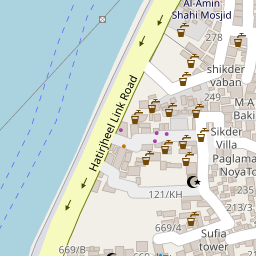 Al-Amin
Shahi Mosjid
278
shikder
vaban
249
M A
Baki
Hatirjheel Link Road
Sikder
Villa
Paglama
NoyaTo
121/KH
213/3
669/4
Sufia
tower
669/B